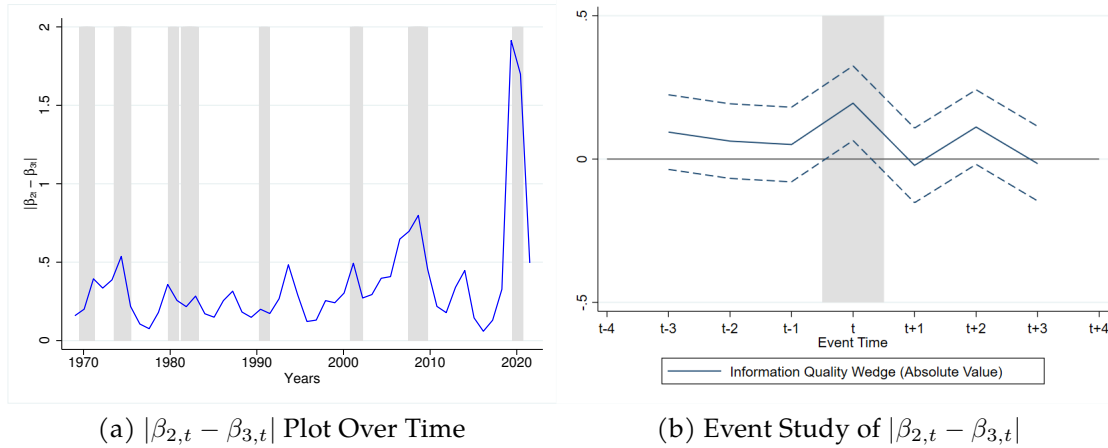 2
1.5
1
.5
0
|β2t − β3t|
1970 1980 1990 2000 2010 2020
Years
(a) |β2,t − β3,t| Plot Over Time
.5
0
-.5
t-4 t-3 t-2 t-1 t t+1 t+2 t+3 t+4
Event Time
Information Quality Wedge (Absolute Value)
(b) Event Study of |β2,t − β3,t|